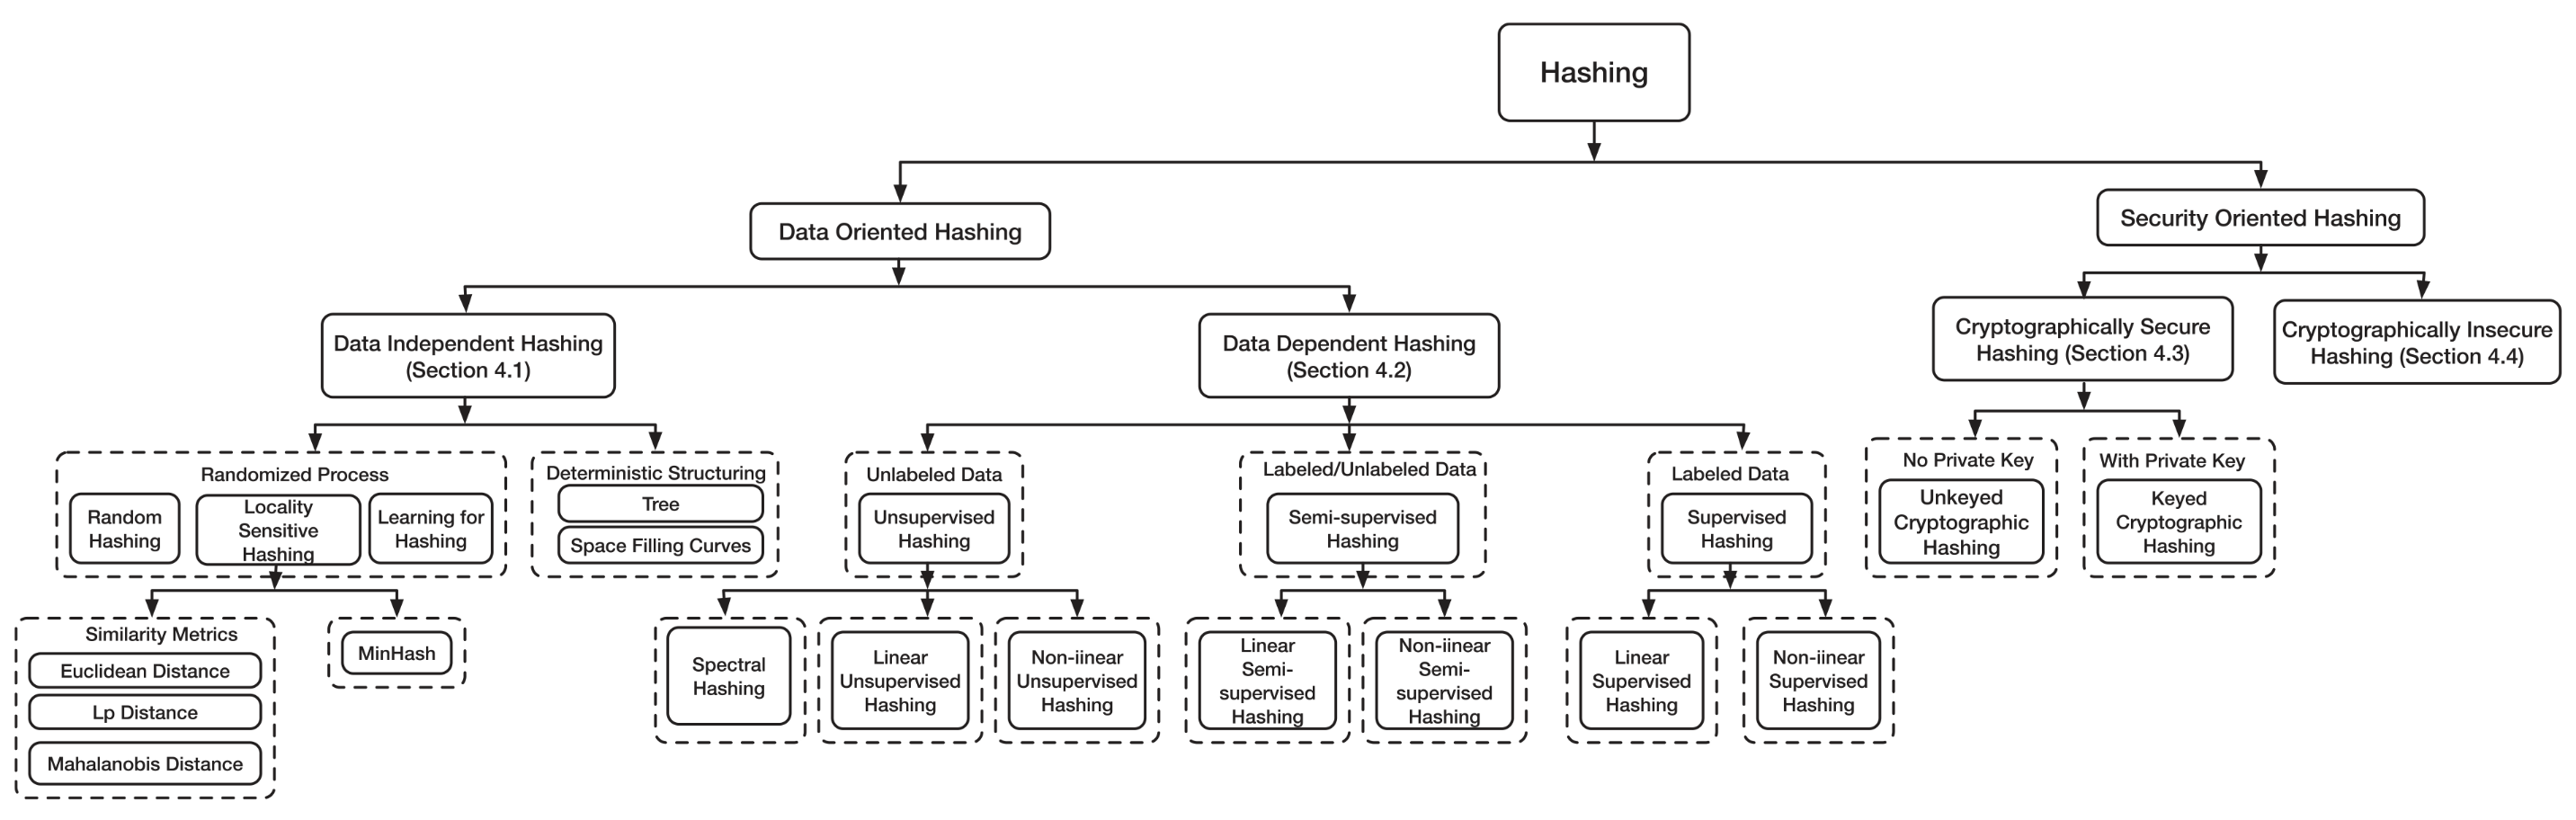 Hashing
Data Oriented Hashing
Security Oriented Hashing
Data Independent Hashing
(Section 4.1)
Data Dependent Hashing
(Section 4.2)
Cryptographically Secure
Hashing (Section 4.3)
Cryptographically Insecure
Hashing (Section 4.4)
Randomized Process
Random
Hashing
Locality
Sensitive
Hashing
Learning for
Hashing
Deterministic Structuring
Tree
Space Filling Curves
Unlabeled Data
Unsupervised
Hashing
Labeled/Unlabeled Data
Semi-supervised
Hashing
Labeled Data
Supervised
Hashing
No Private Key
Unkeyed
Cryptographic
Hashing
With Private Key
Keyed
Cryptographic
Hashing
Similarity Metrics
Euclidean Distance
Lp Distance
Mahalanobis Distance
MinHash
Spectral
Hashing
Linear
Unsupervised
Hashing
Non-iinear
Unsupervised
Hashing
Linear
Semi-
supervised
Hashing
Non-iinear
Semi-
supervised
Hashing
Linear
Supervised
Hashing
Non-iinear
Supervised
Hashing